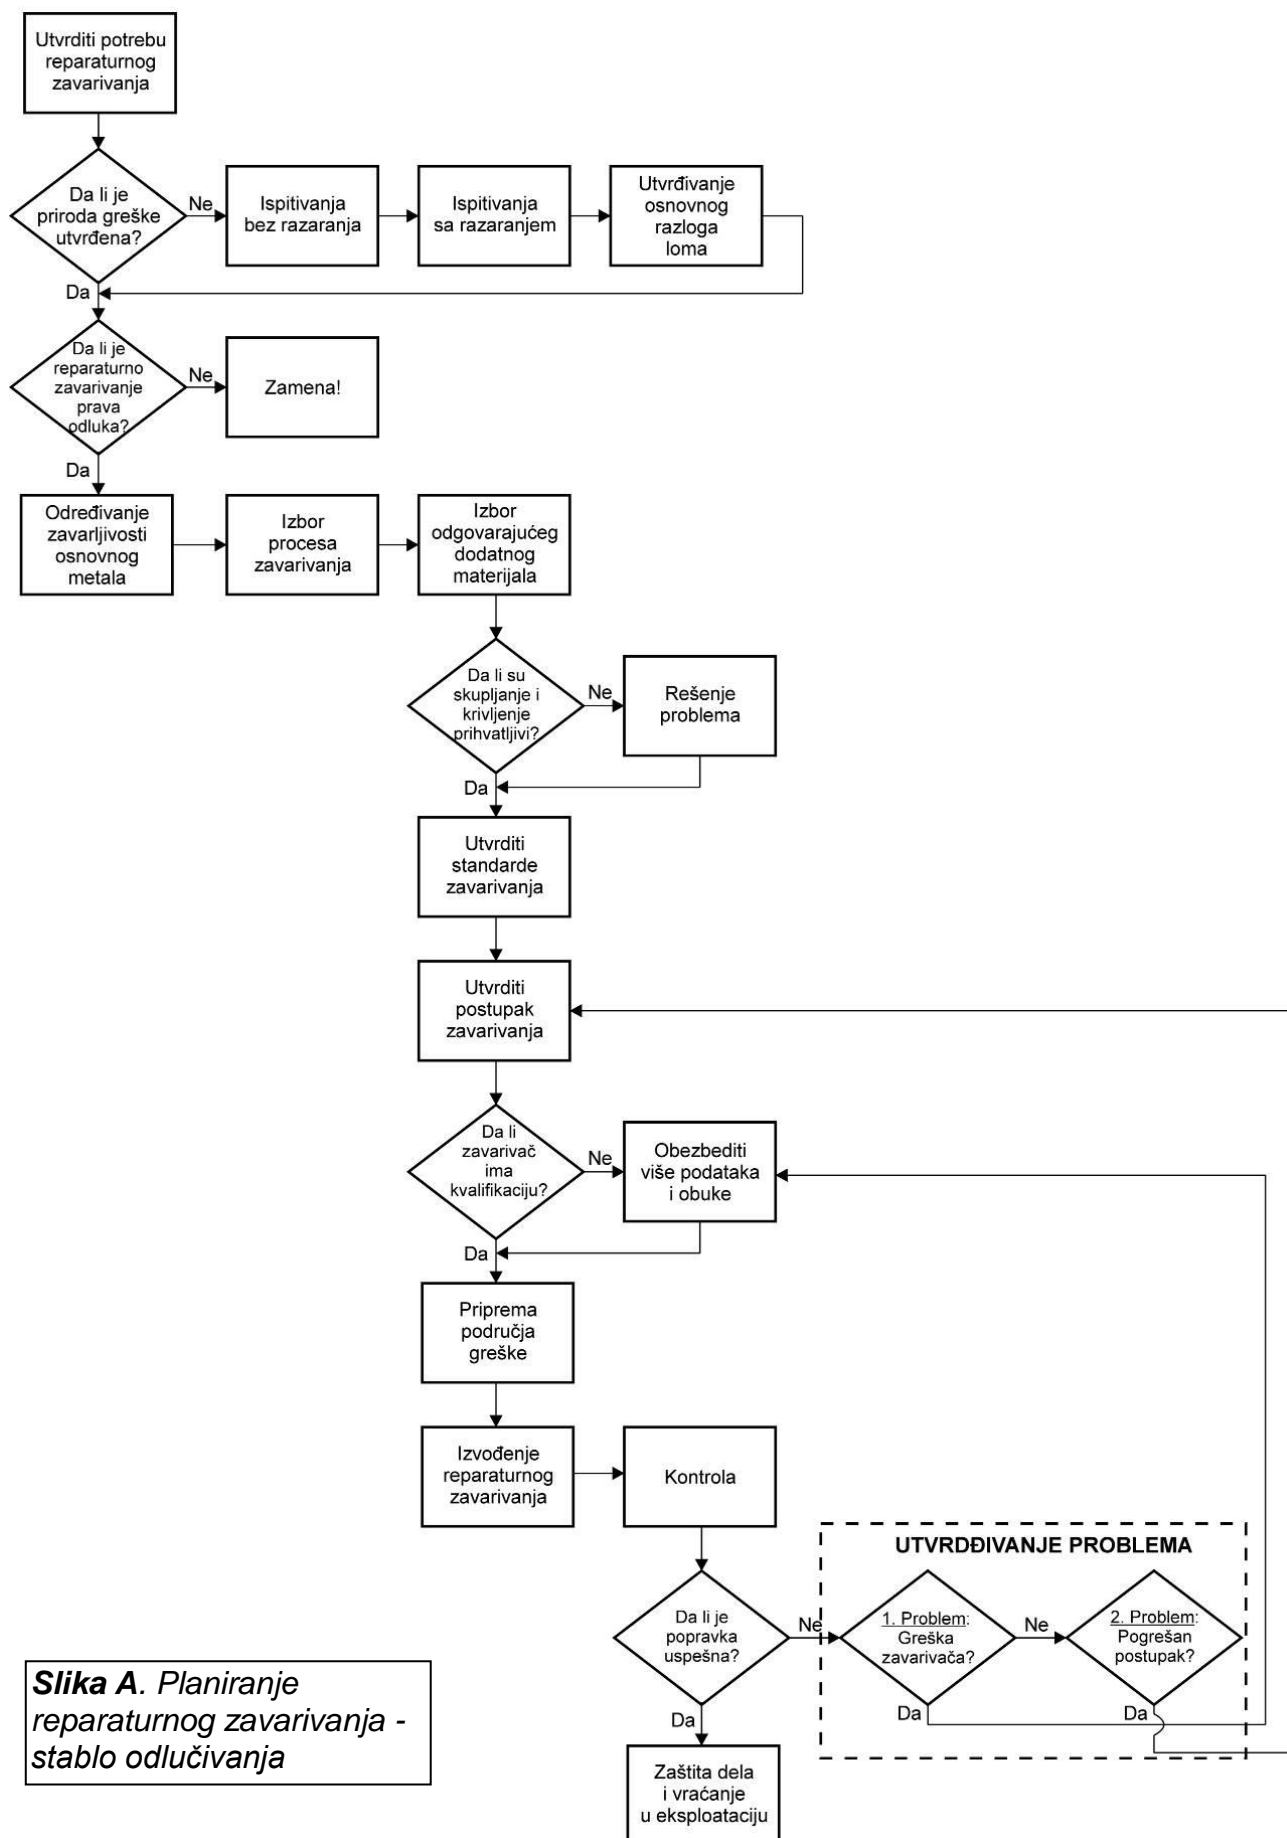 Utvrditi potrebu
reparaturnog
zavarivanja
Da li je
priroda greške
utvrđena?
Ne
Ispitivanja
bez razaranja
Ispitivanja
sa razaranjem
Utvrđivanje
osnovnog
razloga
loma
Da
Da li je
reparaturno
zavarivanje
prava
odluka?
Ne
Zamena!
Da
Određivanje
zavarljivosti
osnovnog
metala
Izbor
procesa
zavarivanja
Izbor
odgovarajućeg
dodatnog
materijala
Da li su
skupljanje i
krivljenje
prihvatljivi?
Ne
Rešenje
problema
Da
Utvrditi
standarde
zavarivanja
Utvrditi
postupak
zavarivanja
Da li
zavarivač
ima
kvalifikaciju?
Ne
Obezbediti
više podataka
i obuke
Da
Priprema
područja
greške
Izvođenje
reparaturnog
zavarivanja
Kontrola
UTVRDĐIVANJE PROBLEMA
Da li je
popravka
uspešna?
Ne
1. Problem:
Greška
zavarivača?
Ne
2. Problem:
Pogrešan
postupak?
Da
Da
Da
Zaštita dela
i vraćanje
u eksploataciju
Slika A. Planiranje
reparaturnog zavarivanja -
stablo odlučivanja